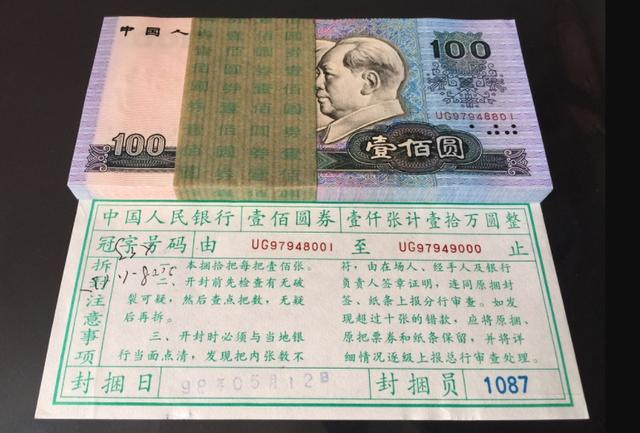 中国人
100
UG97948801
100
壹佰圆
中国人民银行 壹佰圆券 壹仟张计壹拾万圆整
冠字号码 由 UG97948001 至 UG97949000 止
拆封注意事项
一、本捆拾把每把壹佰张。
二、开封前先检查有无破
裂可疑，然后查点把数，无疑
后再拆。
三、开封时必须与当地银
行当面点清，发现把内张数不
符，由在场人、经手人及银行
负责人签章证明，连同原捆封
签、纸条上报分行审查。如发
现超过十张的错款，应将原捆、
原把票券和纸条保留，并将详
细情况逐级上报总行审查处理。
封捆日 98年05月12日 封捆员 1087